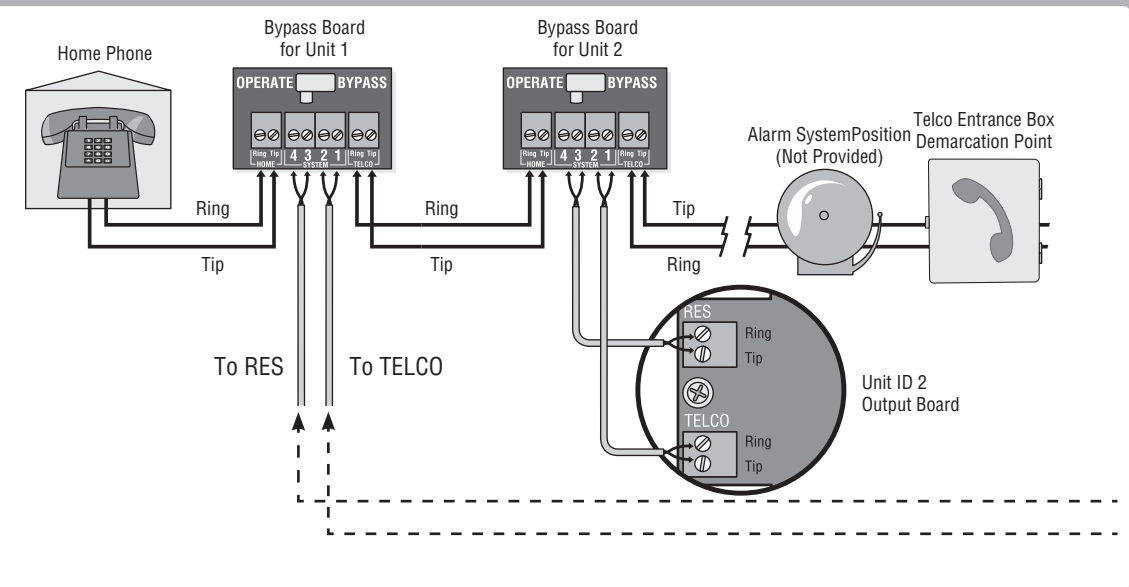 Home Phone
Bypass Board
for Unit 1
Bypass Board
for Unit 2
OPERATE BYPASS
Ring Tip 4 3 2 1 Ring Tip
HOME SYSTEM TELCO
OPERATE BYPASS
Ring Tip 4 3 2 1 Ring Tip
HOME SYSTEM TELCO
Alarm SystemPosition
(Not Provided)
Telco Entrance Box
Demarcation Point
Ring
Tip
Ring
Tip
Tip
Ring
To RES
To TELCO
RES
Ring
Tip
TELCO
Ring
Tip
Unit ID 2
Output Board